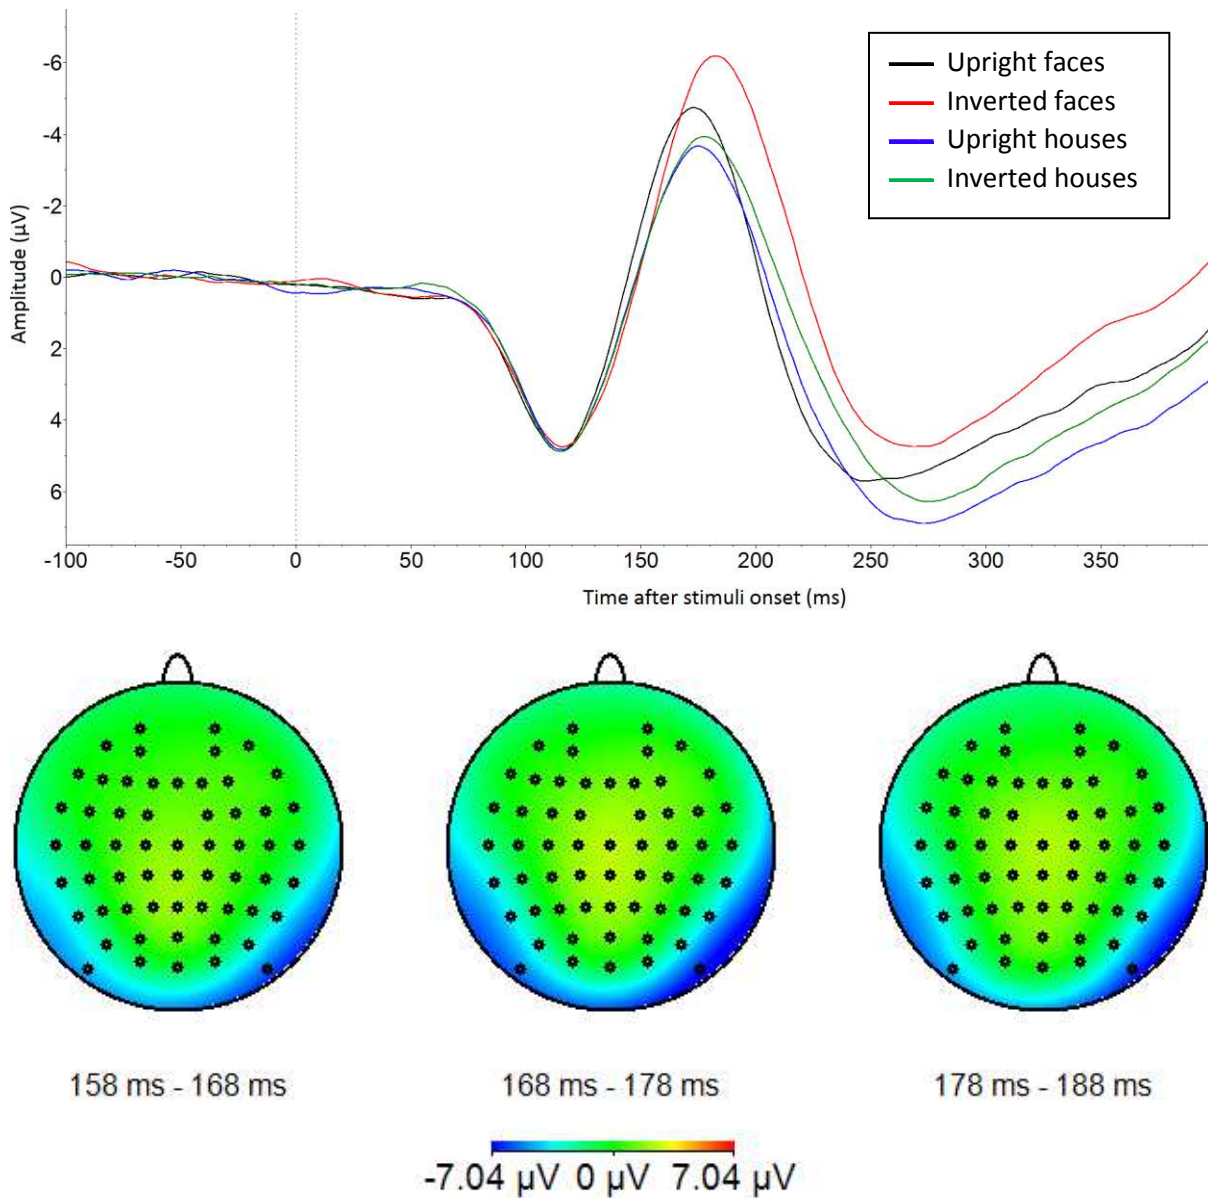 -6
-4
-2
0
2
4
6
Amplitude (µV)
Upright faces
Inverted faces
Upright houses
Inverted houses
-100 -50 0 50 100 150 200 250 300 350
Time after stimuli onset (ms)
158 ms - 168 ms 168 ms - 178 ms 178 ms - 188 ms
-7.04 µV 0 µV 7.04 µV